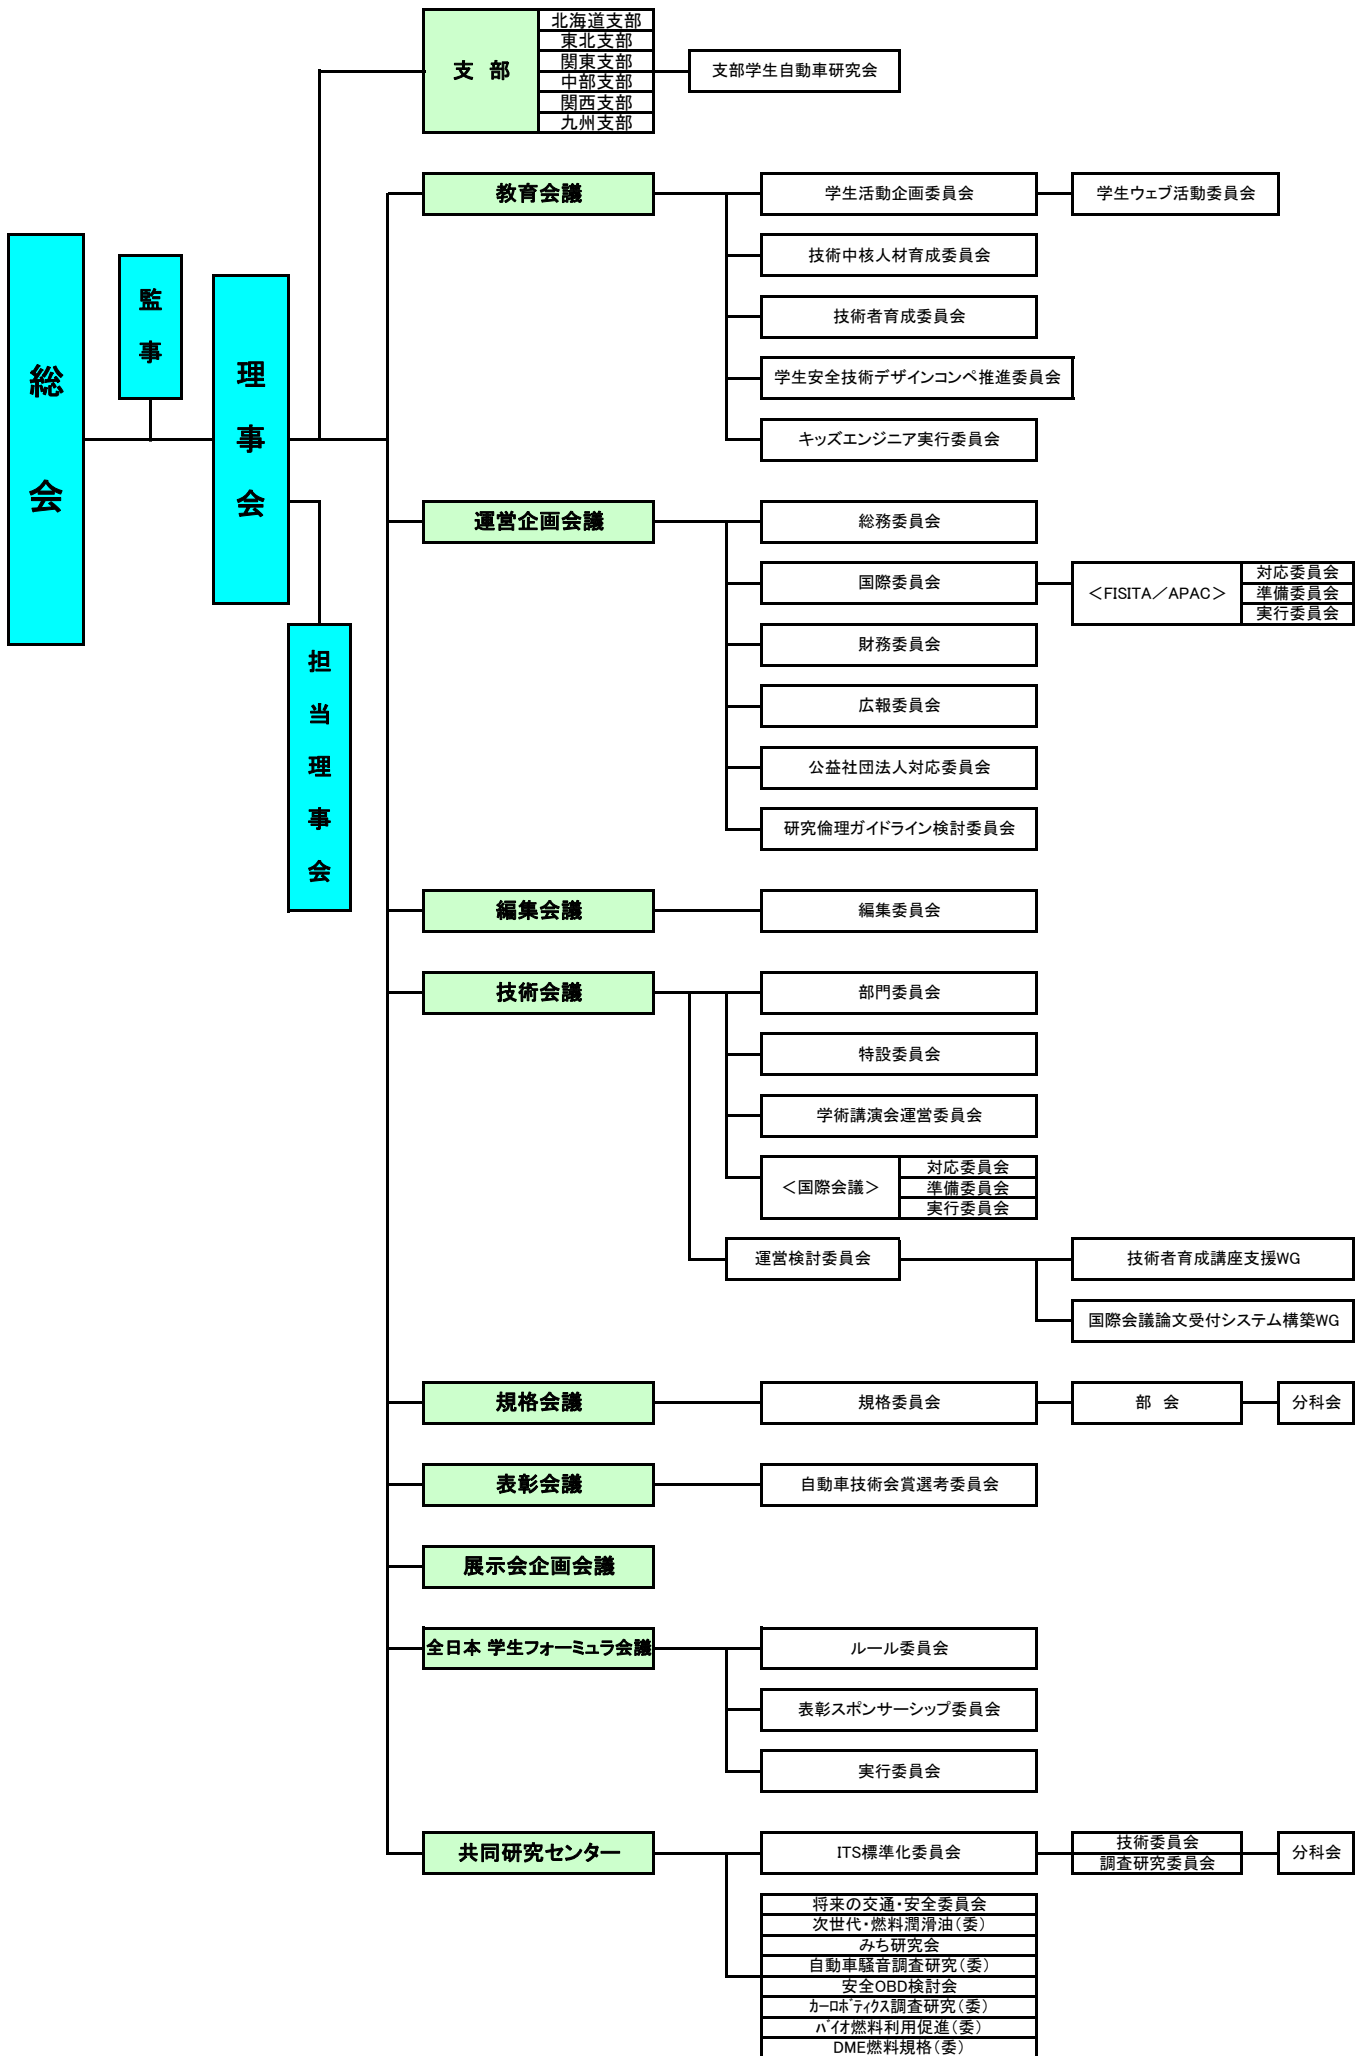 総会
監事
理事会
担当理事会
支 部
北海道支部
東北支部
関東支部
中部支部
関西支部
九州支部
支部学生自動車研究会
教育会議
学生活動企画委員会
学生ウェブ活動委員会
技術中核人材育成委員会
技術者育成委員会
学生安全技術デザインコンペ推進委員会
キッズエンジニア実行委員会
運営企画会議
総務委員会
国際委員会
＜FISITA／APAC＞
対応委員会
準備委員会
実行委員会
財務委員会
広報委員会
公益社団法人対応委員会
研究倫理ガイドライン検討委員会
編集会議
編集委員会
技術会議
部門委員会
特設委員会
学術講演会運営委員会
＜国際会議＞
対応委員会
準備委員会
実行委員会
運営検討委員会
技術者育成講座支援WG
国際会議論文受付システム構築WG
規格会議
規格委員会
部 会
分科会
表彰会議
自動車技術会賞選考委員会
展示会企画会議
全日本 学生フォーミュラ会議
ルール委員会
表彰スポンサーシップ委員会
実行委員会
共同研究センター
ITS標準化委員会
技術委員会
調査研究委員会
分科会
将来の交通・安全委員会
次世代・燃料潤滑油（委）
みち研究会
自動車騒音調査研究（委）
安全OBD検討会
ｶｰﾛﾎﾞﾃｨｸｽ調査研究（委）
ﾊﾞｲｵ燃料利用促進（委）
DME燃料規格（委）